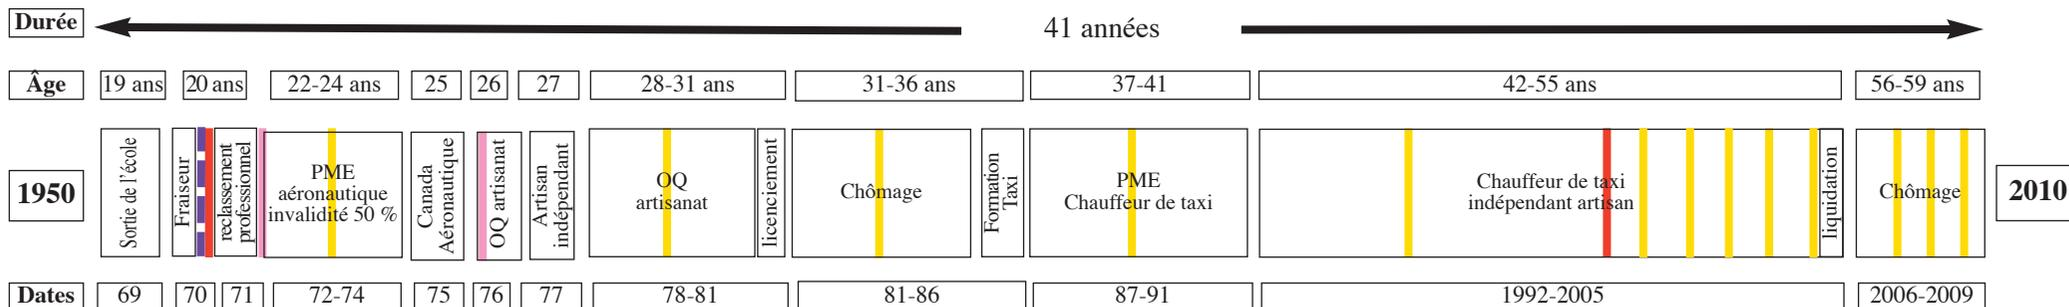 Durée
41 années
Âge
19 ans
20 ans
22-24 ans
25
26
27
28-31 ans
31-36 ans
37-41
42-55 ans
56-59 ans
1950
Sortie de l'école
Fraiseur
reclassement
professionnel
PME
aéronautique
invalidité 50 %
Canada
Aéronautique
OQ artisanat
Artisan
indépendant
OQ
artisanat
licenciement
Chômage
Formation
Taxi
PME
Chauffeur de taxi
Chauffeur de taxi
indépendant artisan
liquidation
Chômage
2010
Dates
69
70
71
72-74
75
76
77
78-81
81-86
87-91
1992-2005
2006-2009